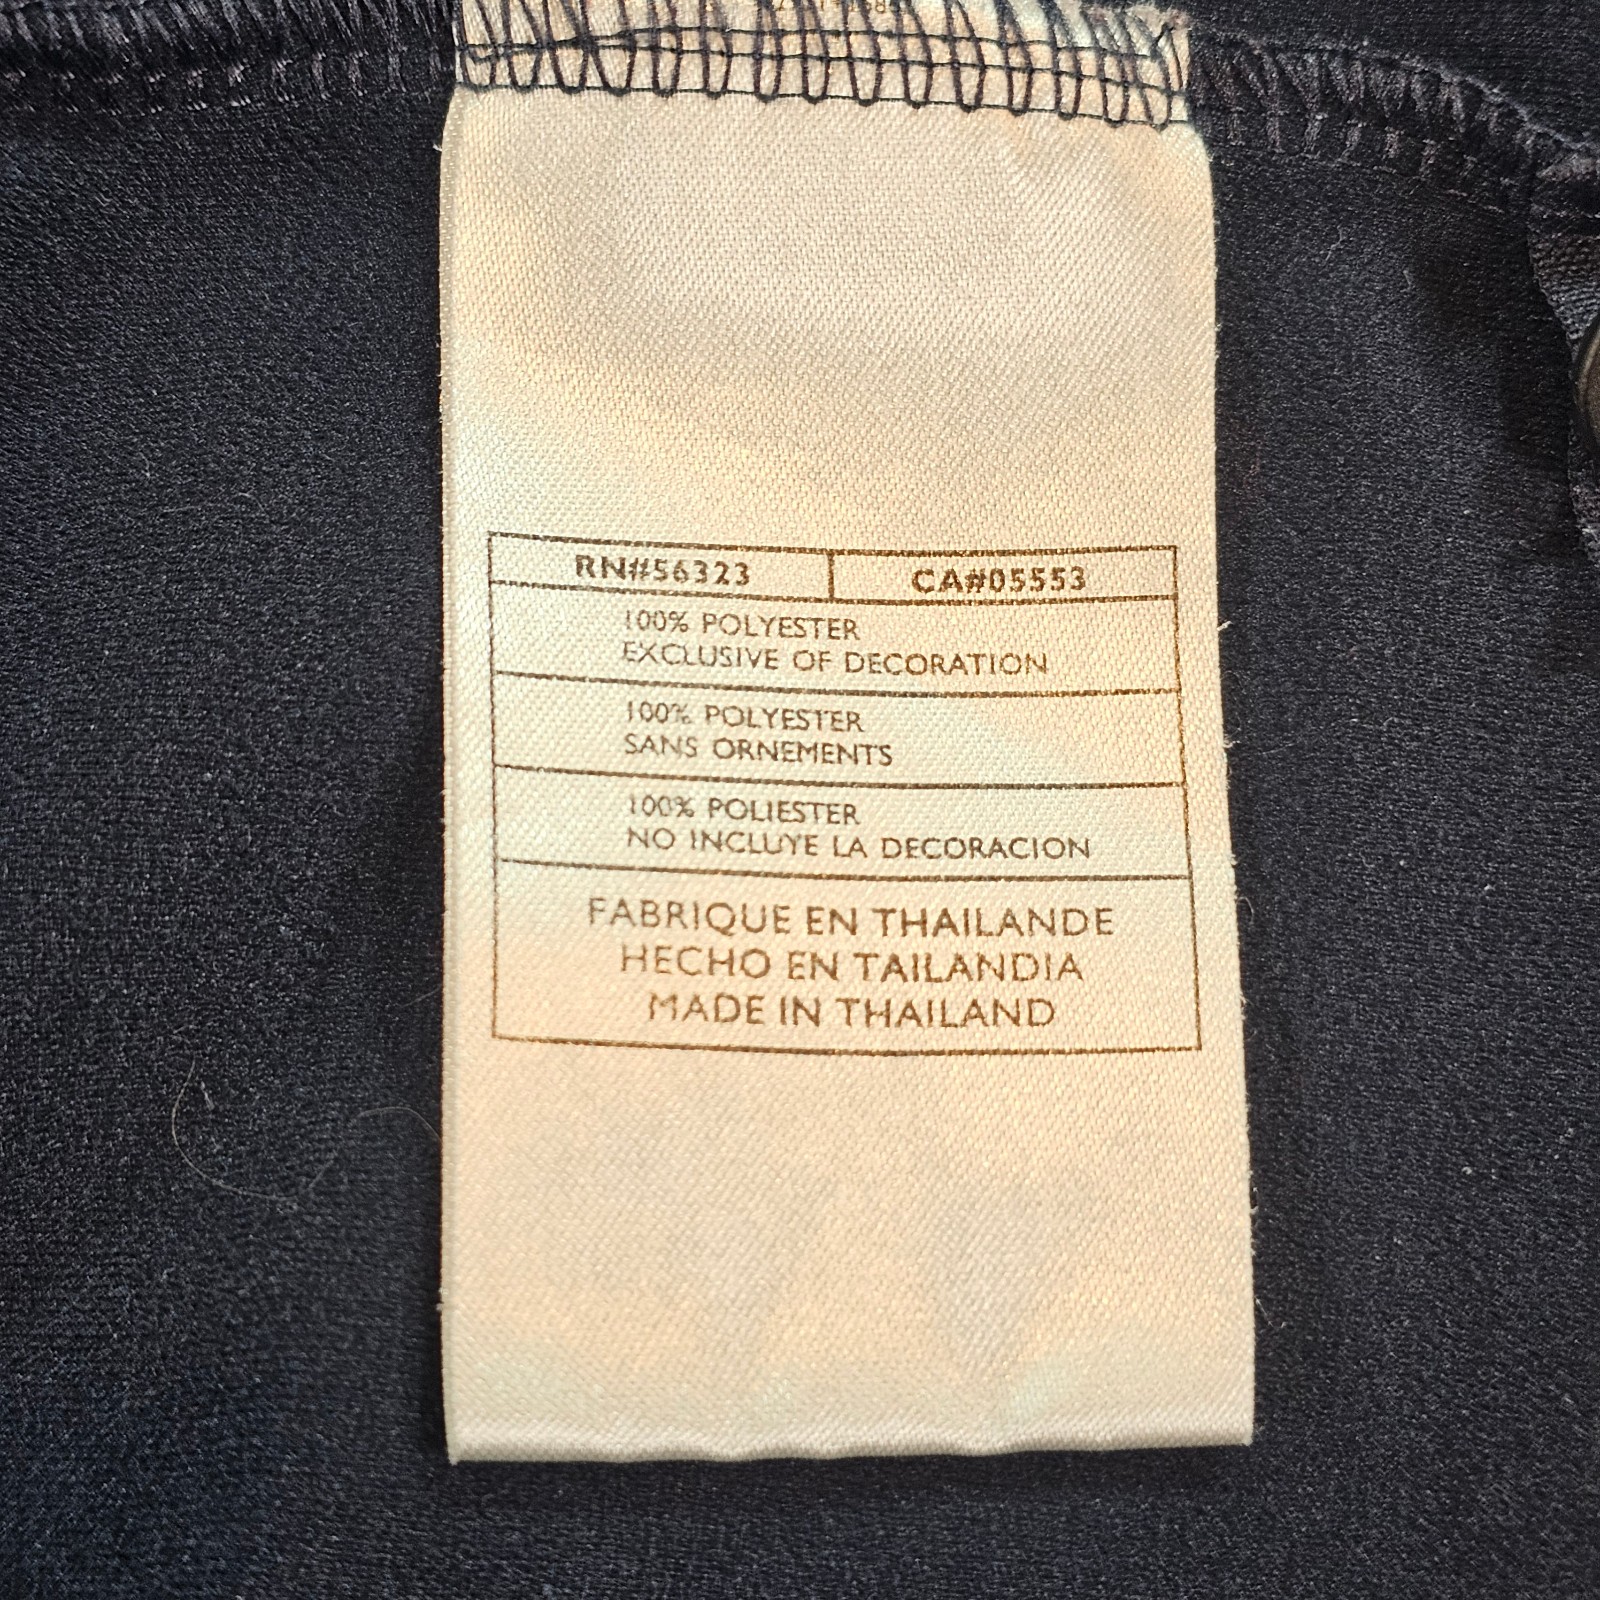 RN#56323 CA#05553
100% POLYESTER
EXCLUSIVE OF DECORATION
100% POLYESTER
SANS ORNEMENTS
100% POLIESTER
NO INCLUYE LA DECORACION
FABRIQUE EN THAILANDE
HECHO EN TAILANDIA
MADE IN THAILAND